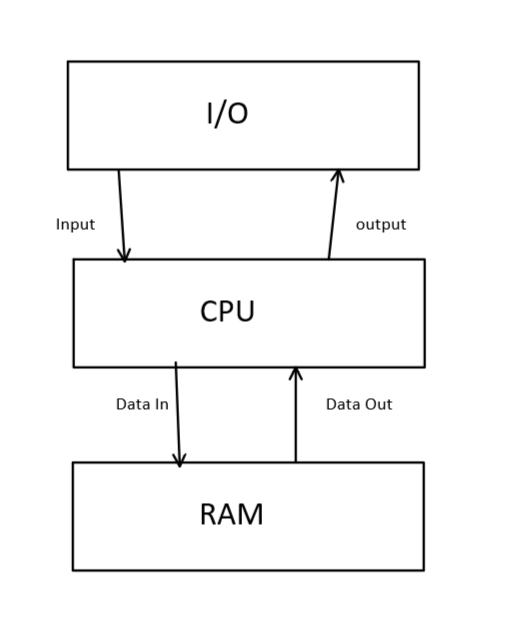 I/O
Input
output
CPU
Data In
Data Out
RAM